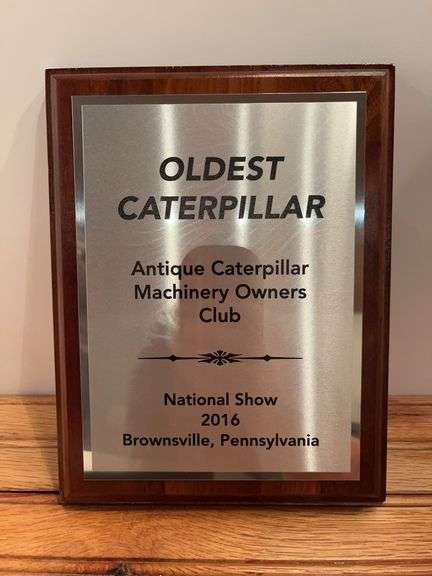 OLDEST
CATERPILLAR
Antique Caterpillar
Machinery Owners
Club
National Show
2016
Brownsville, Pennsylvania